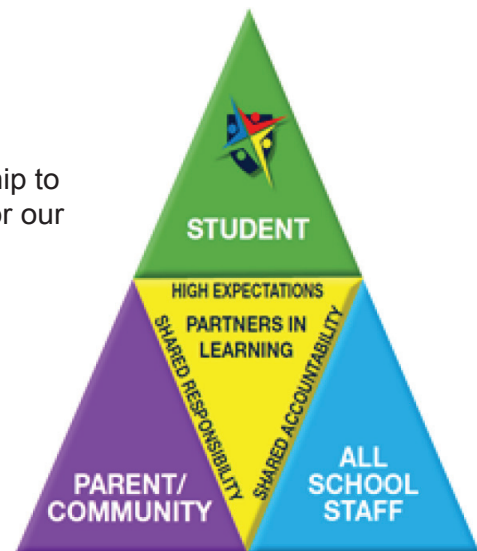 hip to
or our
STUDENT
HIGH EXPECTATIONS
PARTNERS IN
LEARNING
SHARED RESPONSIBILITY
SHARED ACCOUNTABILITY
PARENT/
COMMUNITY
ALL
SCHOOL
STAFF